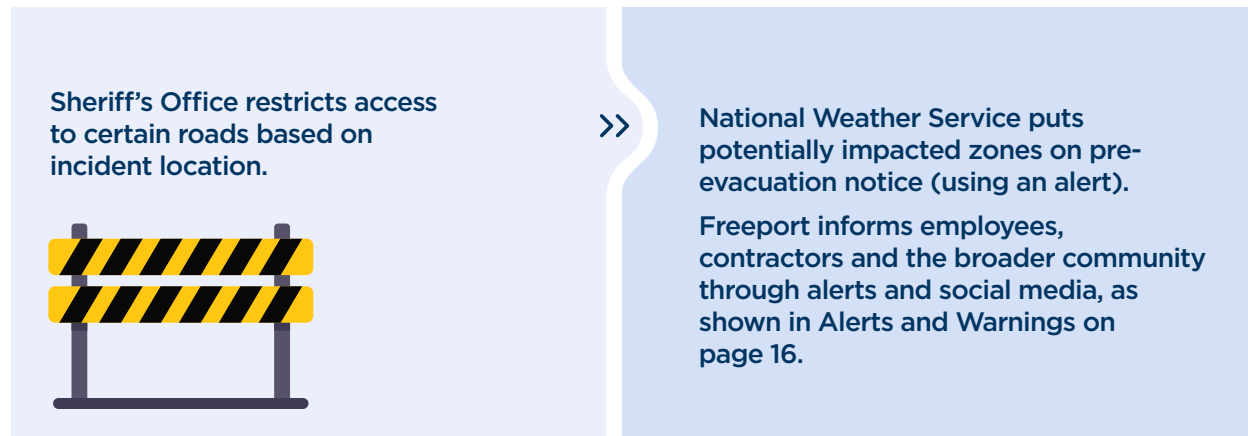 Sheriff's Office restricts access
to certain roads based on
incident location.
National Weather Service puts
potentially impacted zones on pre-
evacuation notice (using an alert).
Freeport informs employees,
contractors and the broader community
through alerts and social media, as
shown in Alerts and Warnings on
page 16.